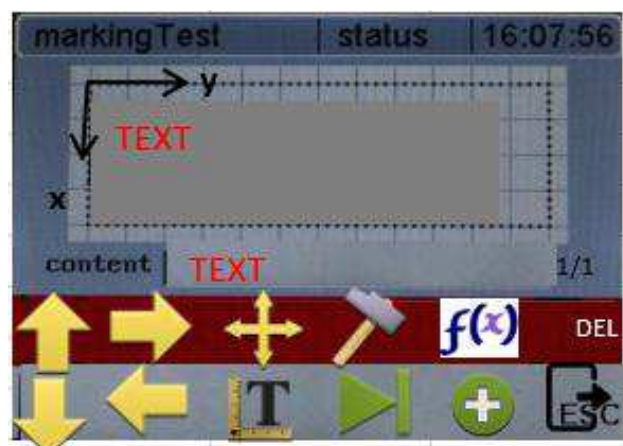 markingTest status 16:07:56
y
TEXT
x
content TEXT 1/1
f(x) DEL
T ESC